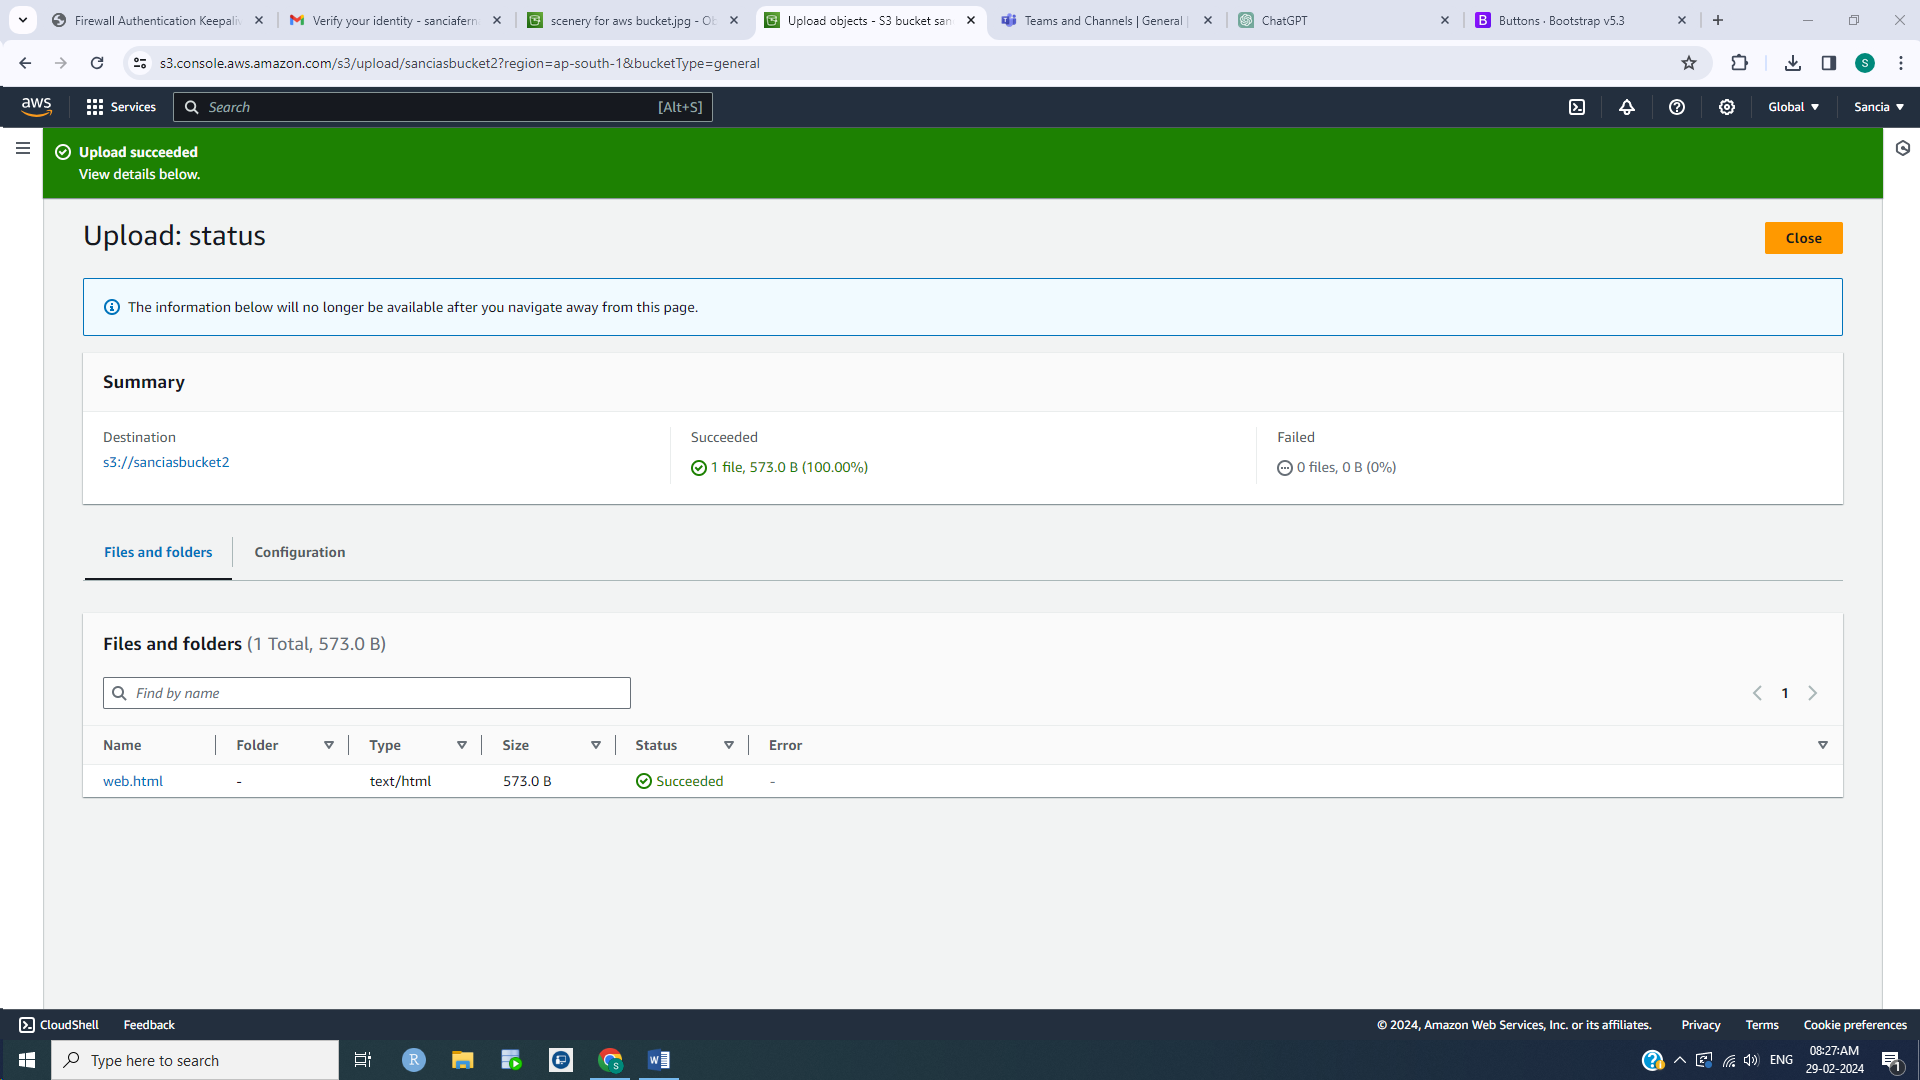 Firewall Authentication Keepaliv
Verify your identity - sanciafern
scenery for aws bucket.jpg - Ob
Upload objects - S3 bucket san
Teams and Channels | General |
ChatGPT
Buttons · Bootstrap v5.3
s3.console.aws.amazon.com/s3/upload/sanciasbucket2?region=ap-south-1&bucketType=general
S
aws
Services
Search
[Alt+S]
Global
Sancia
Upload succeeded
View details below.
Upload: status
Close
The information below will no longer be available after you navigate away from this page.
Summary
Destination
s3://sanciasbucket2
Succeeded
1 file, 573.0 B (100.00%)
Failed
0 files, 0 B (0%)
Files and folders
Configuration
Files and folders (1 Total, 573.0 B)
Find by name
1
Name
Folder
Type
Size
Status
Error
web.html
-
text/html
573.0 B
Succeeded
-
CloudShell
Feedback
© 2024, Amazon Web Services, Inc. or its affiliates.
Privacy
Terms
Cookie preferences
Type here to search
ENG
08:27AM
29-02-2024
1